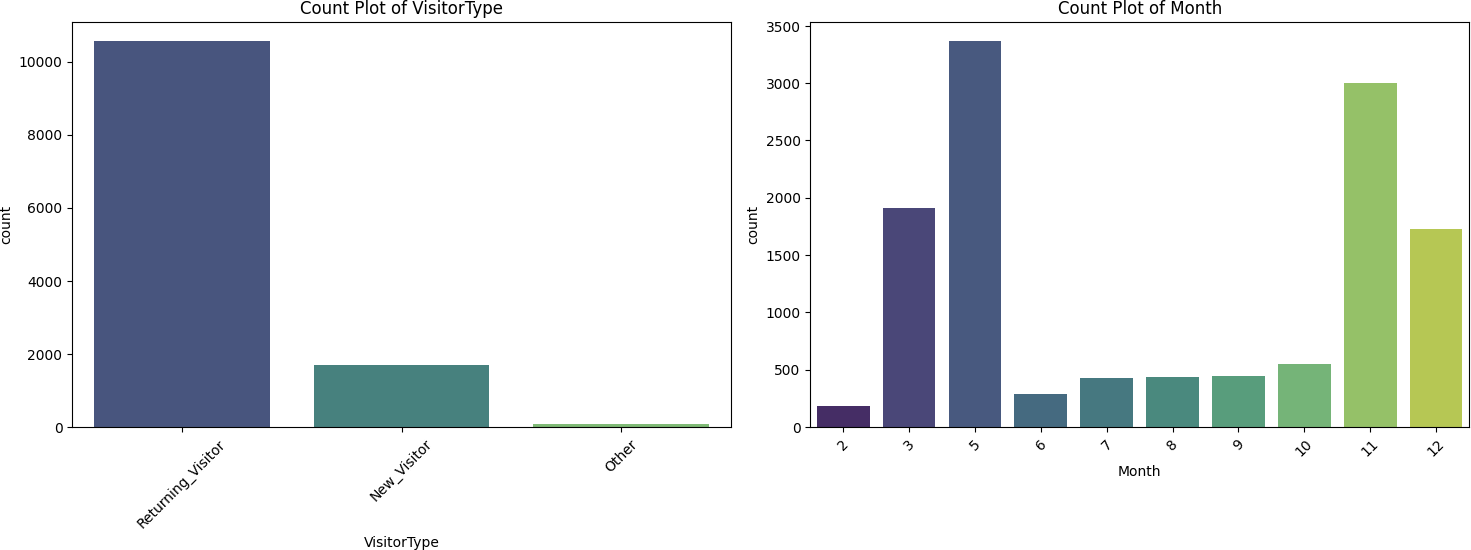 Count Plot of VisitorType
10000
8000
6000
4000
2000
0
count
Returning_Visitor
New_Visitor
Other
VisitorType
Count Plot of Month
3500
3000
2500
2000
1500
1000
500
0
count
2
3
5
6
7
8
9
10
11
12
Month